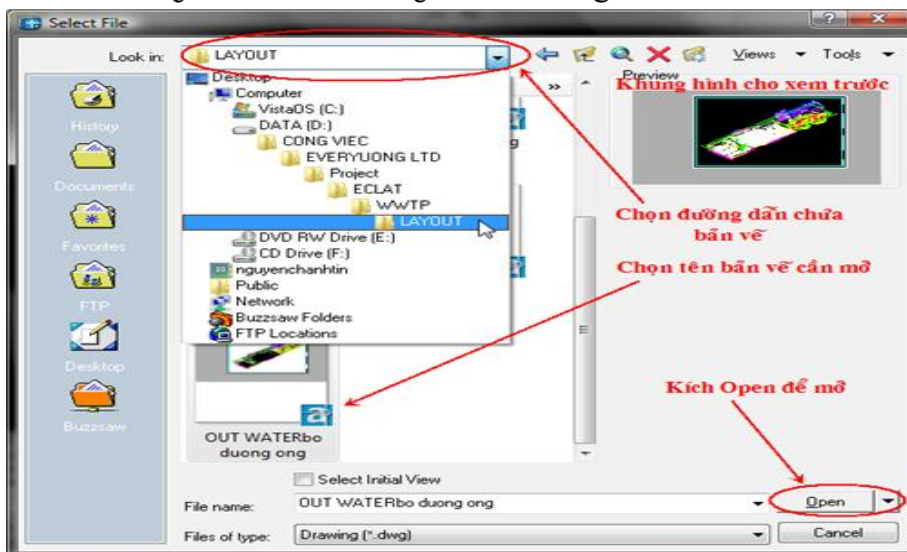 Select File
Look in:
LAYOUT
Views
Tools
Desktop
Computer
VistaOS (C:)
DATA (D:)
CONG VIEC
EVERYUONG LTD
Project
ECLAT
WWTP
LAYOUT
DVD RW Drive (E:)
CD Drive (F:)
nguyenchanhtin
Public
Network
Buzzsaw Folders
FTP Locations
History
Documents
Favorites
FTP
Desktop
Buzzsaw
Preview
Khung hình cho xem trước
Chọn đường dẫn chứa
bản vẽ
Chọn tên bản vẽ cần mở
Kích Open để mở
OUT WATERbo
duong ong
Select Initial View
File name:
OUT WATERbo duong ong
Open
Files of type:
Drawing (*.dwg)
Cancel